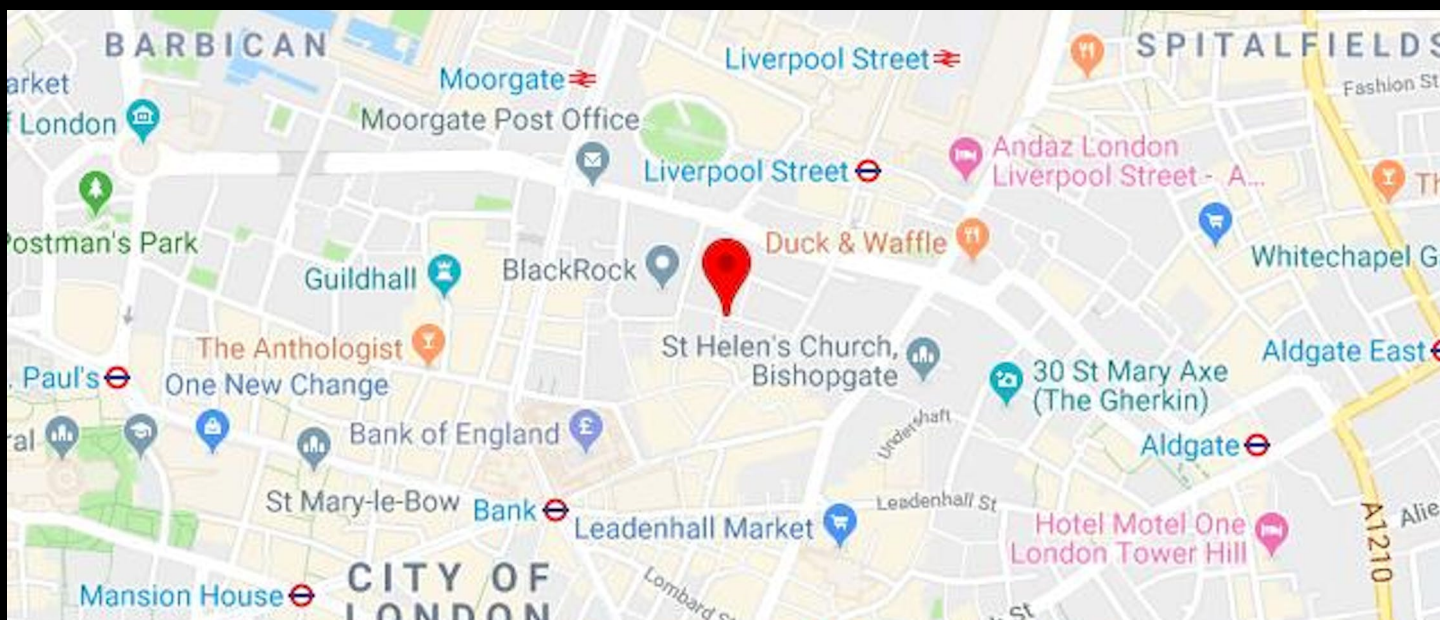 BARBICAN
Liverpool Street
SPITALFIELDS
Moorgate
arket
Fashion St
f London
Moorgate Post Office
Andaz London
Liverpool Street - A...
Liverpool Street
Th
Postman's Park
Duck & Waffle
Whitechapel G
Guildhall
BlackRock
The Anthologist
St Helen's Church,
Bishopgate
Aldgate East
. Paul's
One New Change
30 St Mary Axe
(The Gherkin)
ral
Bank of England
Undershaft
Aldgate
St Mary-le-Bow
Bank
Leadenhall St
Leadenhall Market
Hotel Motel One
London Tower Hill
A1210
Alie
Mansion House
CITY OF
LONDON
Lombard St
St